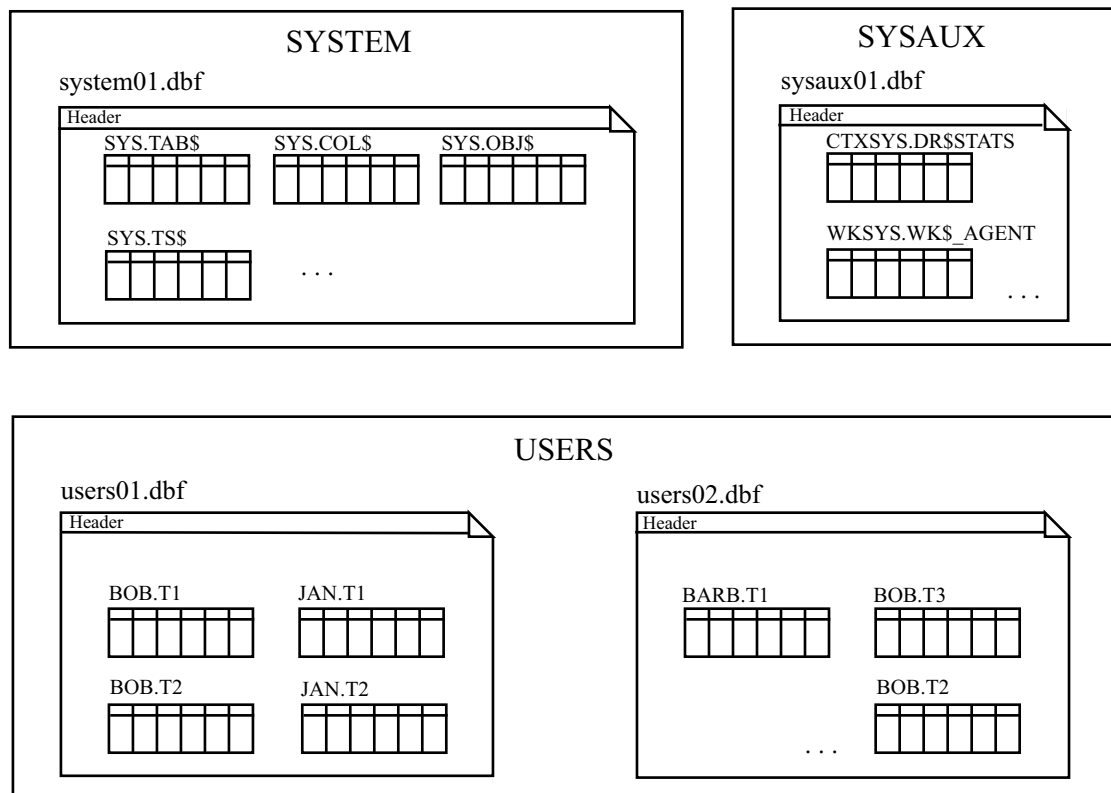 SYSTEM
system01.dbf
Header
SYS.TAB$ SYS.COL$ SYS.OBJ$
SYS.TS$
. . .
SYSAUX
sysaux01.dbf
Header
CTXSYS.DR$STATS
WKSYS.WK$_AGENT
. . .
USERS
users01.dbf
Header
BOB.T1 JAN.T1
BOB.T2 JAN.T2
users02.dbf
Header
BARB.T1 BOB.T3
BOB.T2
. . .